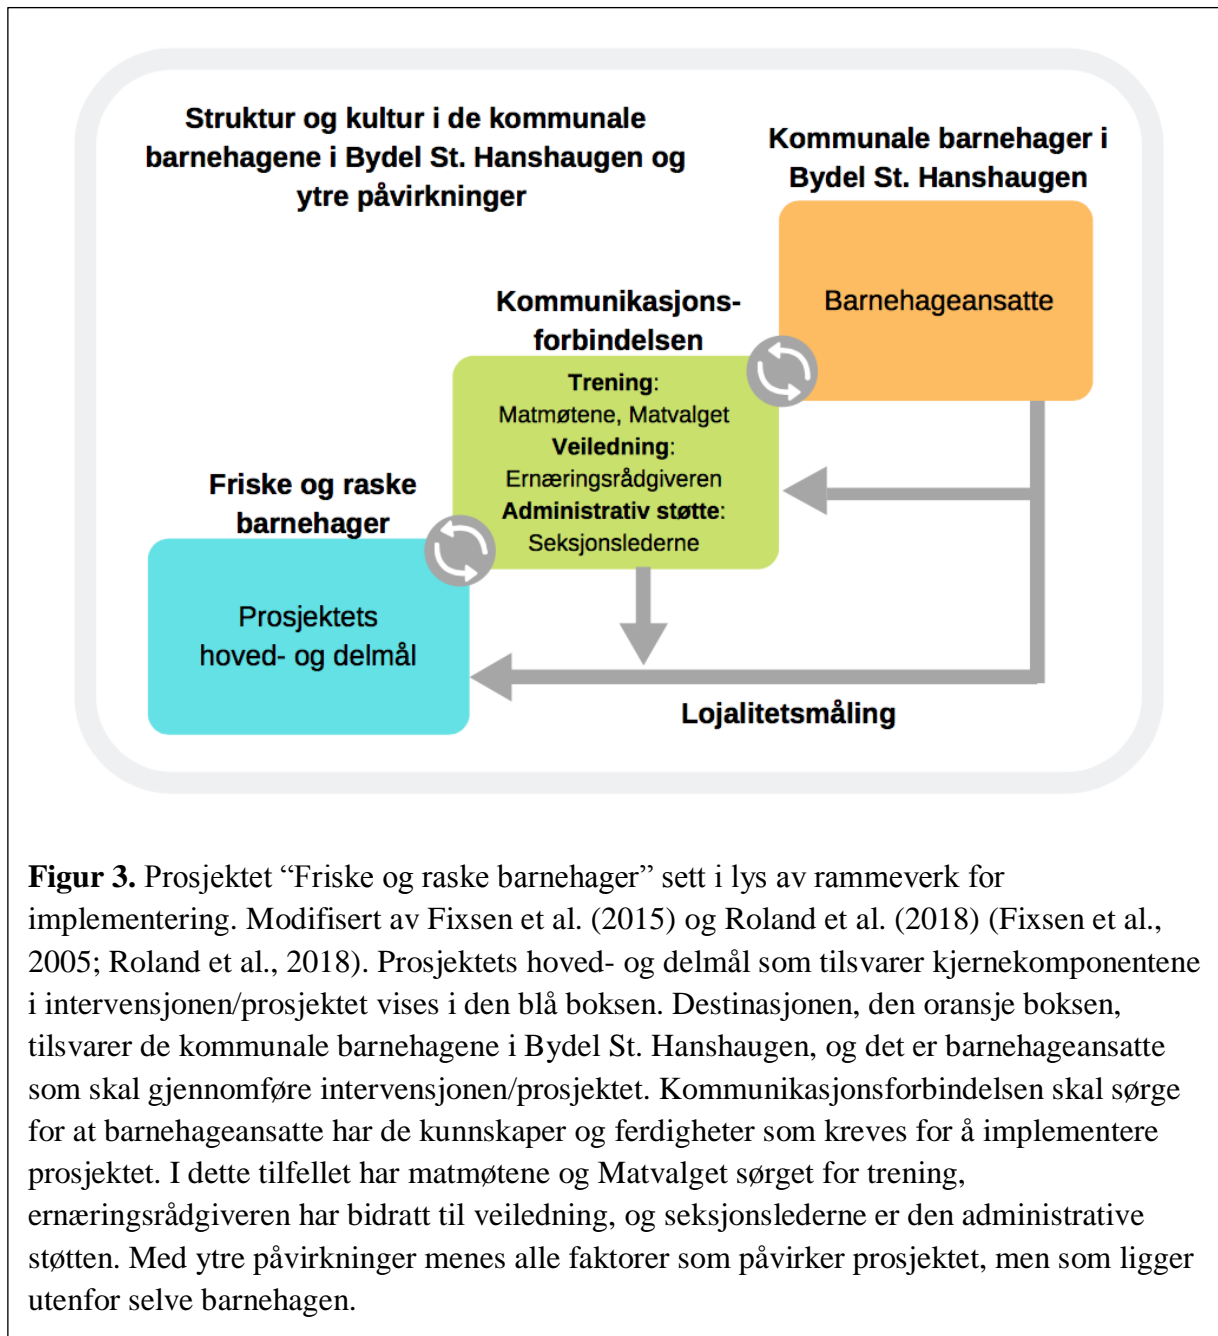 Struktur og kultur i de kommunale
barnehagene i Bydel St. Hanshaugen og
ytre påvirkninger
Kommunale barnehager i
Bydel St. Hanshaugen
Barnehageansatte
Kommunikasjons-
forbindelsen
Trening:
Matmøtene, Matvalget
Veiledning:
Ernæringsrådgiveren
Administrativ støtte:
Seksjonslederne
Friske og raske
barnehager
Prosjektets
hoved- og delmål
Lojalitetsmåling
Figur 3. Prosjektet “Friske og raske barnehager” sett i lys av rammeverk for
implementering. Modifisert av Fixsen et al. (2015) og Roland et al. (2018) (Fixsen et al.,
2005; Roland et al., 2018). Prosjektets hoved- og delmål som tilsvarer kjernekomponentene
i intervensjonen/prosjektet vises i den blå boksen. Destinasjonen, den oransje boksen,
tilsvarer de kommunale barnehagene i Bydel St. Hanshaugen, og det er barnehageansatte
som skal gjennomføre intervensjonen/prosjektet. Kommunikasjonsforbindelsen skal sørge
for at barnehageansatte har de kunnskaper og ferdigheter som kreves for å implementere
prosjektet. I dette tilfellet har matmøtene og Matvalget sørget for trening,
ernæringsrådgiveren har bidratt til veiledning, og seksjonslederne er den administrative
støtten. Med ytre påvirkninger menes alle faktorer som påvirker prosjektet, men som ligger
utenfor selve barnehagen.